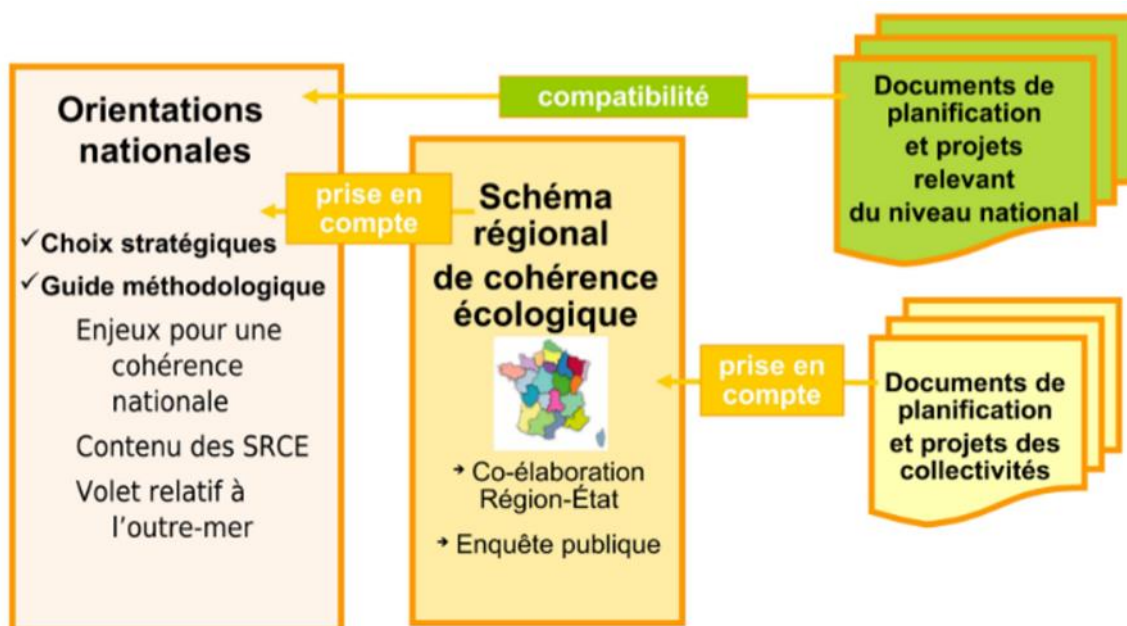 Orientations
nationales
✓Choix stratégiques
✓Guide méthodologique
Enjeux pour une
cohérence
nationale
Contenu des SRCE
Volet relatif à
l'outre-mer
compatibilité
prise en
compte
Schéma
régional
de cohérence
écologique
➔ Co-élaboration
Région-État
➔ Enquête publique
prise en
compte
Documents de
planification
et projets
relevant
du niveau national
Documents de
planification
et projets des
collectivités